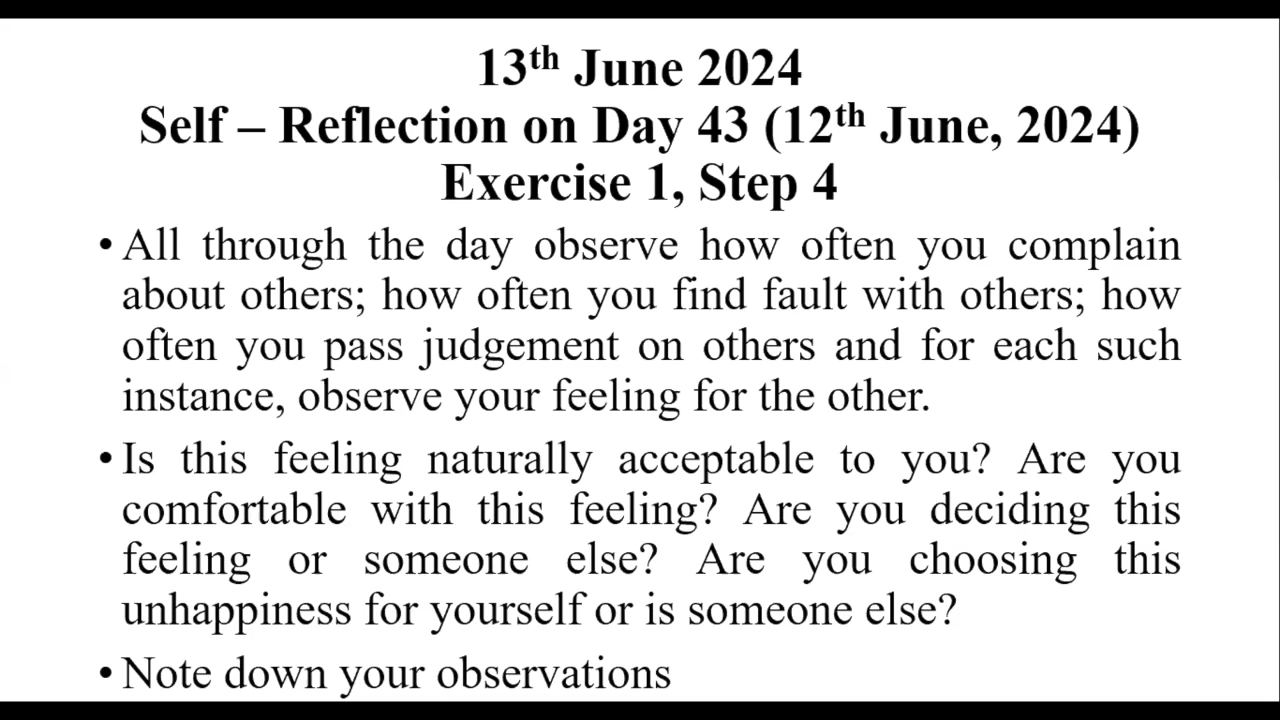 13th June 2024
Self – Reflection on Day 43 (12th June, 2024)
Exercise 1, Step 4
• All through the day observe how often you complain
about others; how often you find fault with others; how
often you pass judgement on others and for each such
instance, observe your feeling for the other.
• Is this feeling naturally acceptable to you? Are you
comfortable with this feeling? Are you deciding this
feeling or someone else? Are you choosing this
unhappiness for yourself or is someone else?
• Note down your observations